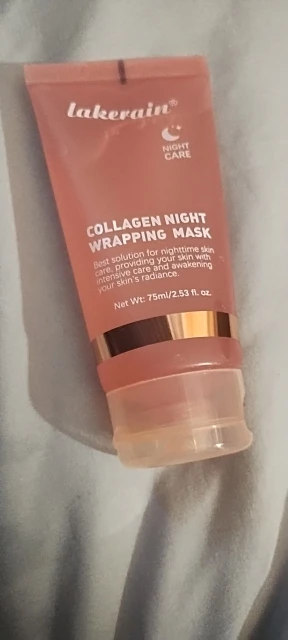 lakerain®
NIGHT
CARE
COLLAGEN NIGHT
WRAPPING MASK
Best solution for nighttime skin
care, providing your skin with
intensive care and awakening
your skin's radiance.
Net Wt: 75ml/2.53 fl. oz.